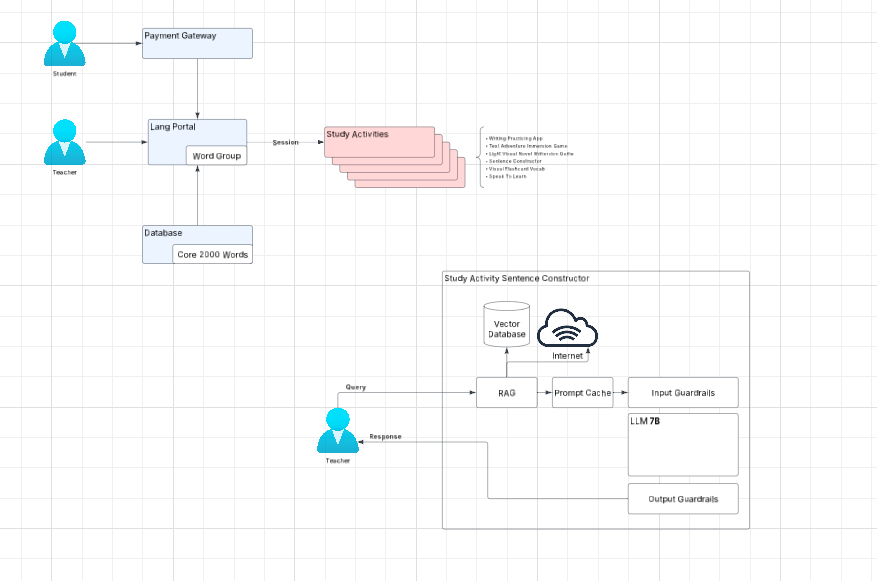 Payment Gateway
Student
Lang Portal
Word Group
Teacher
Session
Study Activities
• Writing Practicing App
• Text Adventure Immersion Game
• Light Visual Novel Immersion Game
• Sentence Constructor
• Visual Flashcard Vocab
• Speak To Learn
Database
Core 2000 Words
Study Activity Sentence Constructor
Vector
Database
Internet
Query
RAG
Prompt Cache
Input Guardrails
LLM 7B
Response
Teacher
Output Guardrails